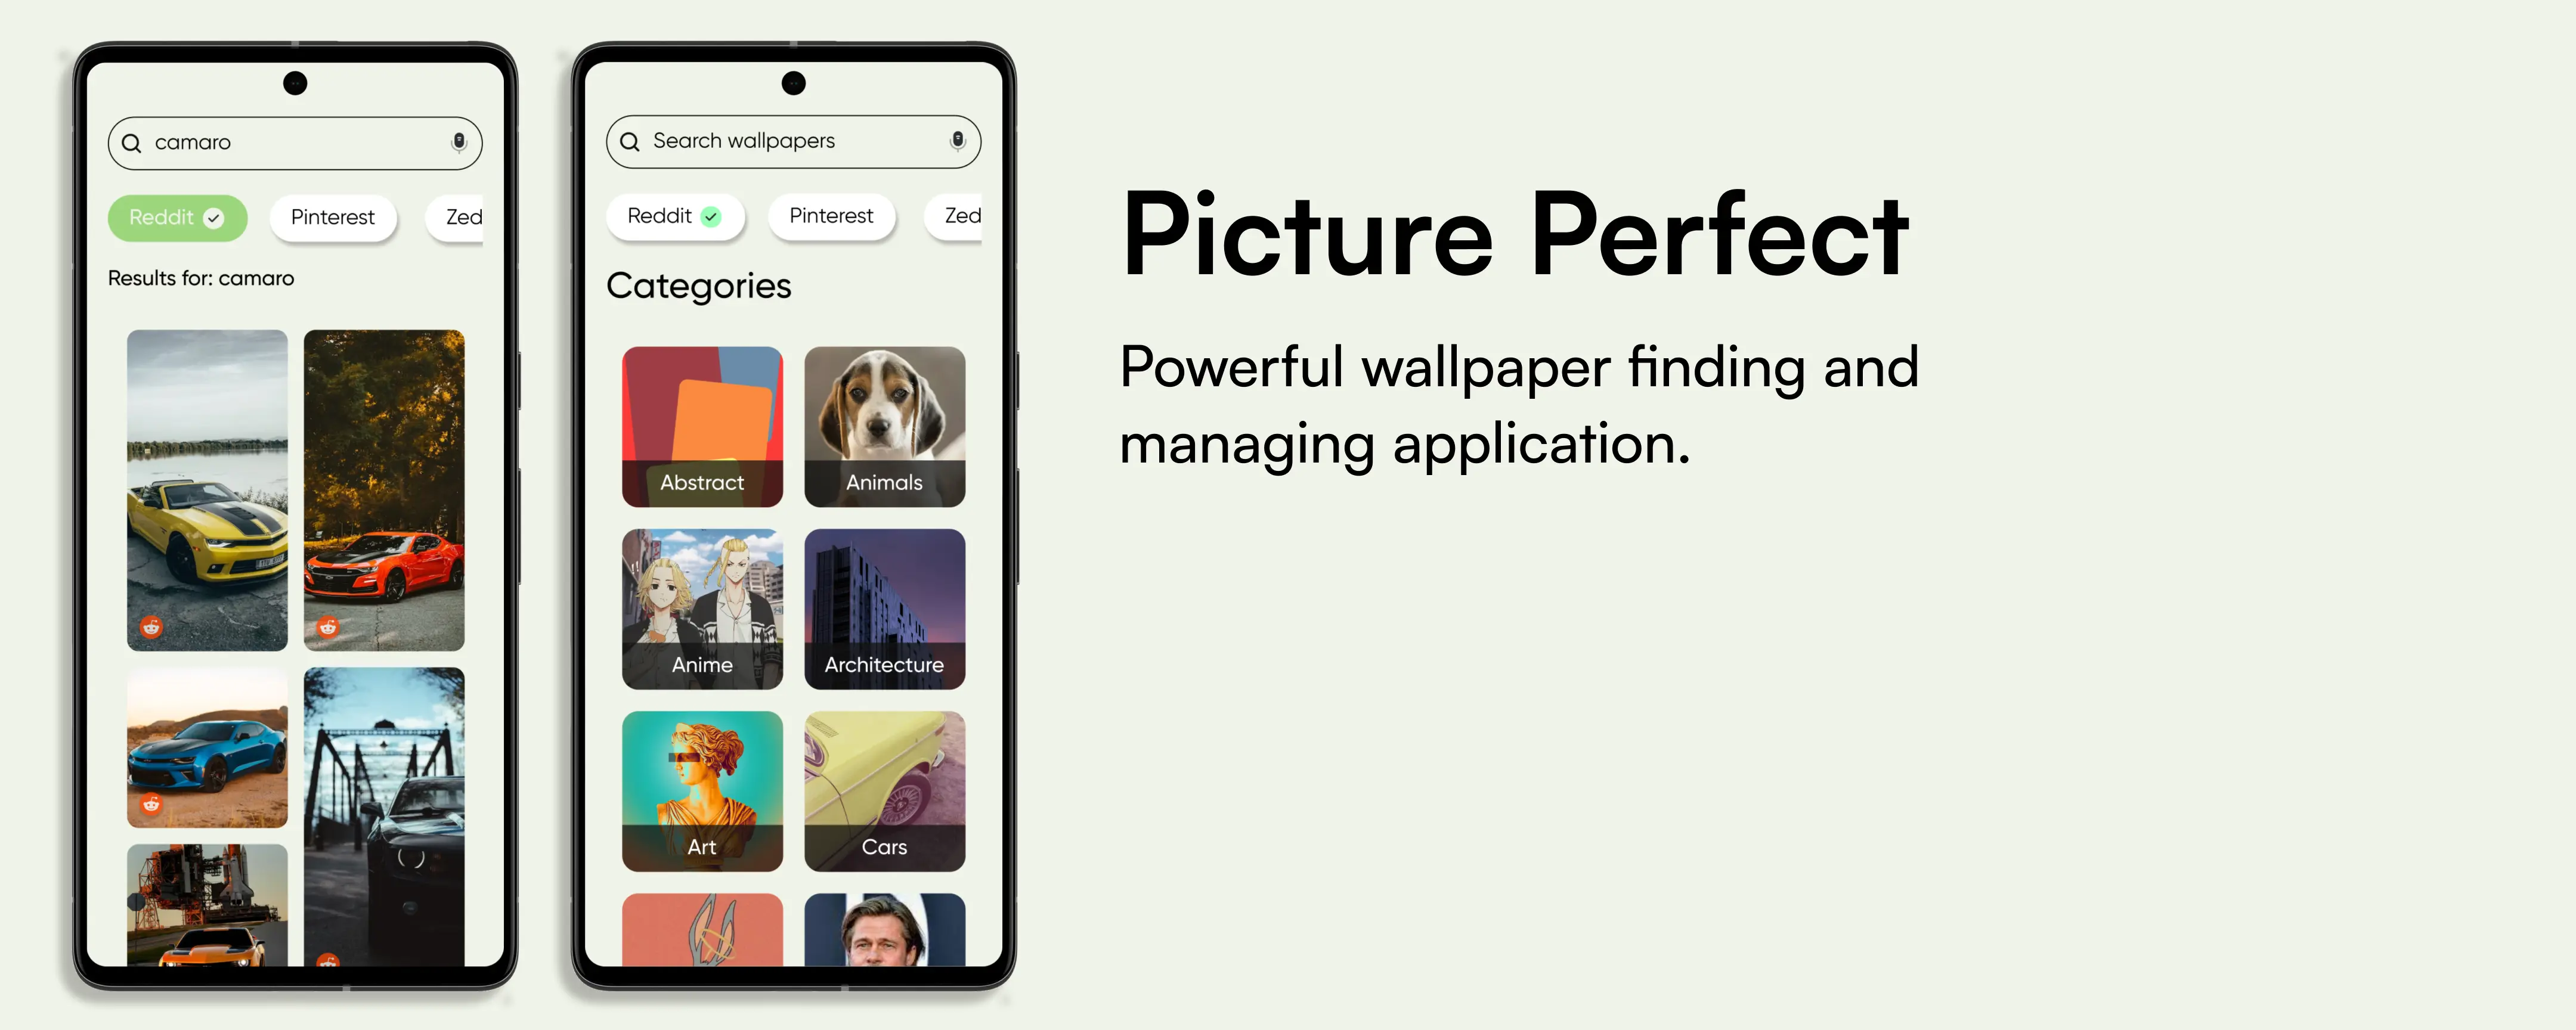 camaro
Reddit
Pinterest
Zed
Results for: camaro
Search wallpapers
Reddit
Pinterest
Zed
Categories
Abstract
Animals
Anime
Architecture
Art
Cars
Picture Perfect
Powerful wallpaper finding and
managing application.